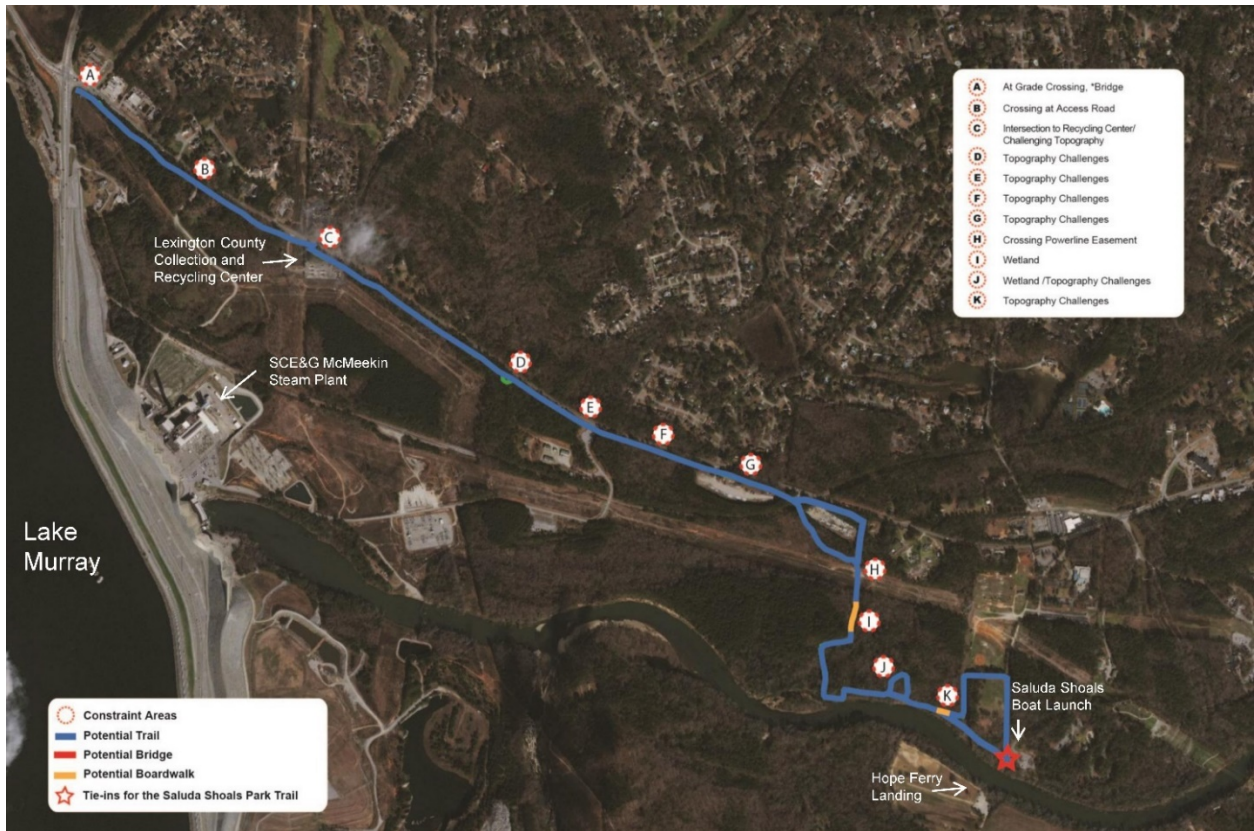 A
B
Lexington County
Collection and
Recycling Center
C
SCE&G McMeekin
Steam Plant
D
E
F
G
Lake
Murray
H
I
J
K
Saluda Shoals
Boat Launch
Hope Ferry
Landing
A At Grade Crossing, *Bridge
B Crossing at Access Road
C Intersection to Recycling Center/
Challenging Topography
D Topography Challenges
E Topography Challenges
F Topography Challenges
G Topography Challenges
H Crossing Powerline Easement
I Wetland
J Wetland /Topography Challenges
K Topography Challenges
Constraint Areas
Potential Trail
Potential Bridge
Potential Boardwalk
Tie-ins for the Saluda Shoals Park Trail